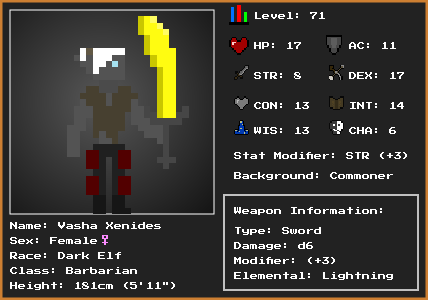 Level: 71
HP: 17
AC: 11
STR: 8
DEX: 17
CON: 13
INT: 14
WIS: 13
CHA: 6
Stat Modifier: STR (+3)
Background: Commoner
Weapon Information:
Type: Sword
Damage: d6
Modifier: (+3)
Elemental: Lightning
Name: Vasha Xenides
Sex: Female♀
Race: Dark Elf
Class: Barbarian
Height: 181cm (5'11")